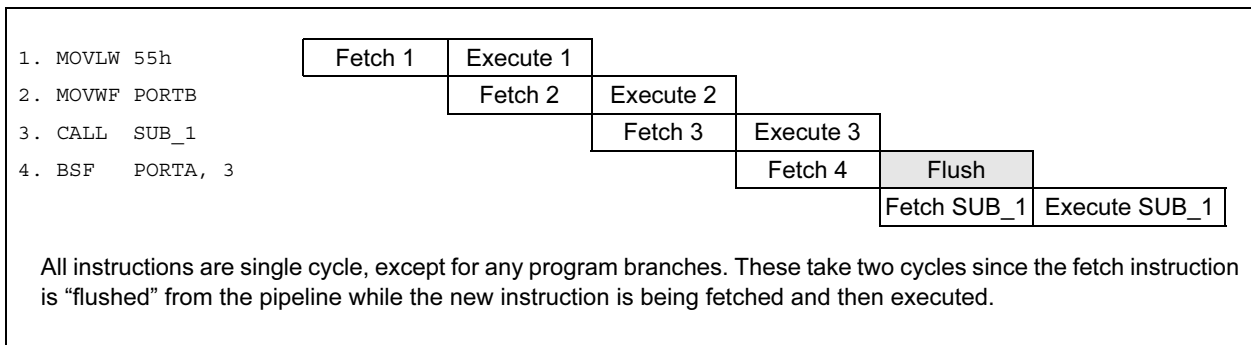 1. MOVLW 55h Fetch 1 Execute 1
2. MOVWF PORTB Fetch 2 Execute 2
3. CALL SUB_1 Fetch 3 Execute 3
4. BSF PORTA, 3 Fetch 4 Flush
Fetch SUB_1 Execute SUB_1
All instructions are single cycle, except for any program branches. These take two cycles since the fetch instruction
is “flushed” from the pipeline while the new instruction is being fetched and then executed.